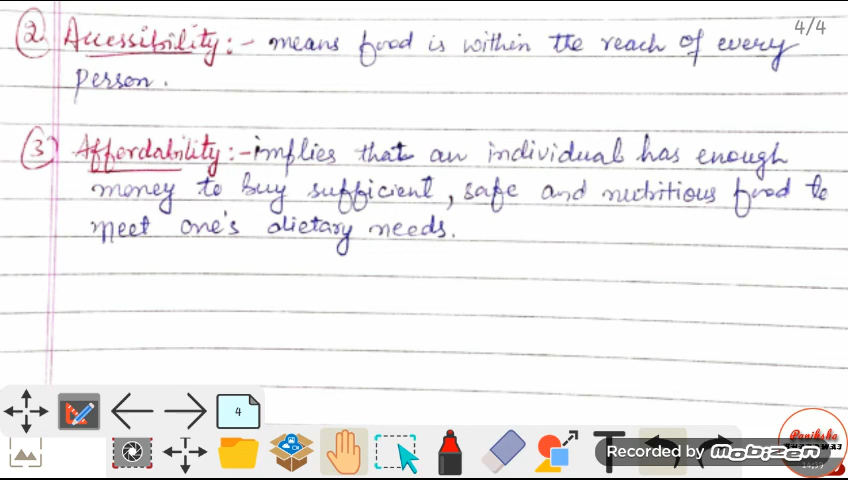 4/4
② Accessibility:- means food is within the reach of every
person.
③ Affordability:- implies that an individual has enough
money to buy sufficient, safe and nutritious food to
meet one's dietary needs.
4
T
Recorded by mobizen
Paniksha